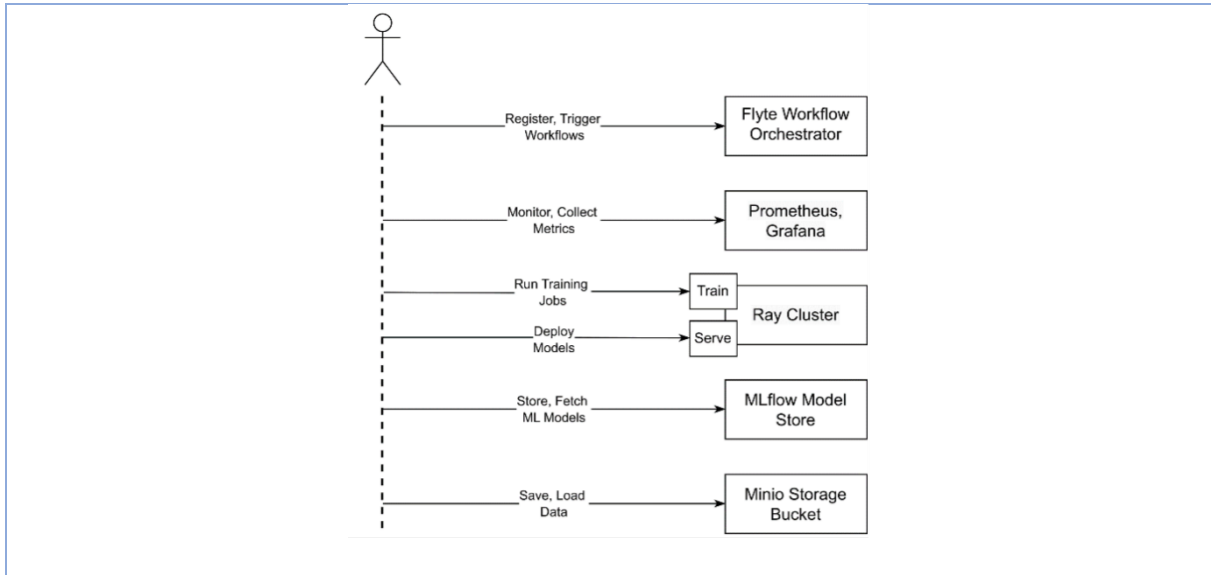 Register, Trigger
Workflows
Flyte Workflow
Orchestrator
Monitor, Collect
Metrics
Prometheus,
Grafana
Run Training
Jobs
Train
Ray Cluster
Deploy
Models
Serve
Store, Fetch
ML Models
MLflow Model
Store
Save, Load
Data
Minio Storage
Bucket